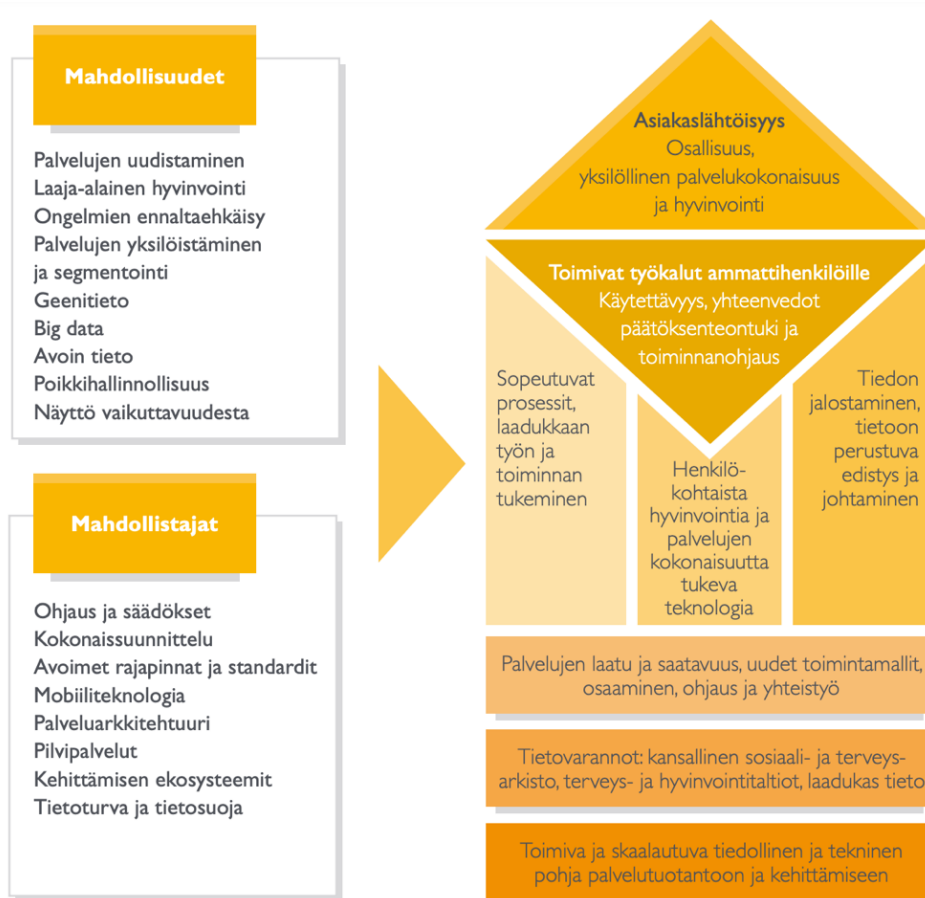 Mahdollisuudet
Palvelujen uudistaminen
Laaja-alainen hyvinvointi
Ongelmien ennaltaehkäisy
Palvelujen yksilöistäminen
ja segmentointi
Geenitieto
Big data
Avoin tieto
Poikkihallinnollisuus
Näyttö vaikuttavuudesta
Mahdollistajat
Ohjaus ja säädökset
Kokonaissuunnittelu
Avoimet rajapinnat ja standardit
Mobiiliteknologia
Palveluarkkitehtuuri
Pilvipalvelut
Kehittämisen ekosysteemit
Tietoturva ja tietosuoja
Asiakaslähtöisyys
Osallisuus,
yksilöllinen palvelukokonaisuus
ja hyvinvointi
Toimivat työkalut ammattihenkilöille
Käytettävyys, yhteenvedot
päätöksenteontuki ja
toiminnanohjaus
Sopeutuvat
prosessit,
laadukkaan
työn ja
toiminnan
tukeminen
Henkilö-
kohtaista
hyvinvointia ja
palvelujen
kokonaisuutta
tukeva
teknologia
Tiedon
jalostaminen,
tietoon
perustuva
edistys ja
johtaminen
Palvelujen laatu ja saatavuus, uudet toimintamallit,
osaaminen, ohjaus ja yhteistyö
Tietovarannot: kansallinen sosiaali- ja terveys-
arkisto, terveys- ja hyvinvointitaltiot, laadukas tieto
Toimiva ja skaalautuva tiedollinen ja tekninen
pohja palvelutuotantoon ja kehittämiseen